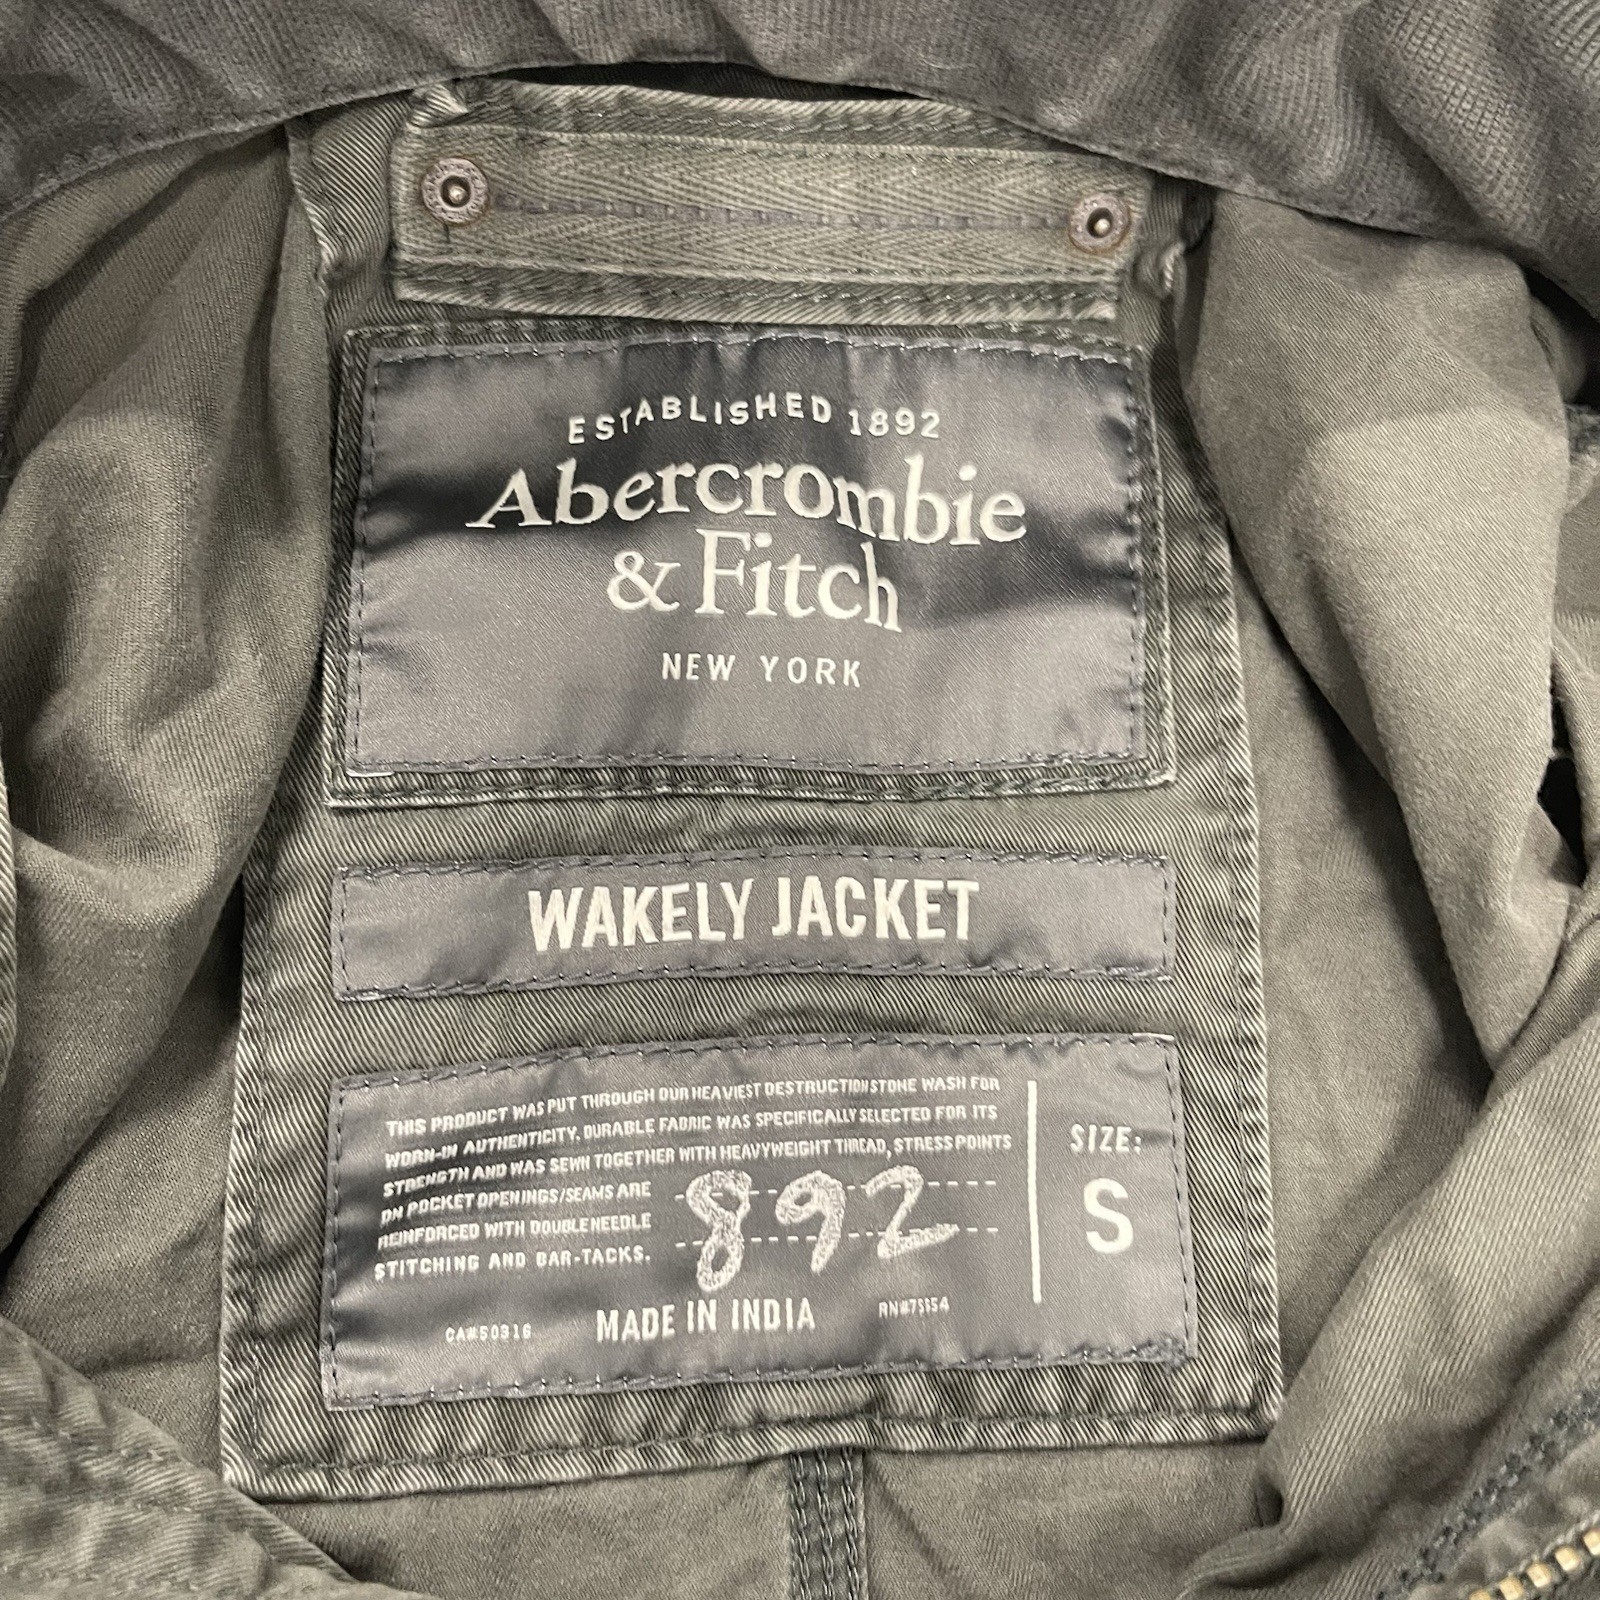 ESTABLISHED 1892
Abercrombie
& Fitch
NEW YORK
WAKELY JACKET
THIS PRODUCT WAS PUT THROUGH OUR HEAVIEST DESTRUCTION STONE WASH FOR
WORN-IN AUTHENTICITY. DURABLE FABRIC WAS SPECIFICALLY SELECTED FOR ITS
STRENGTH AND WAS SEWN TOGETHER WITH HEAVYWEIGHT THREAD, STRESS POINTS
ON POCKET OPENINGS/SEAMS ARE
REINFORCED WITH DOUBLE NEEDLE
STITCHING AND BAR-TACKS.
892
SIZE:
S
CA#50916 MADE IN INDIA RN#75654